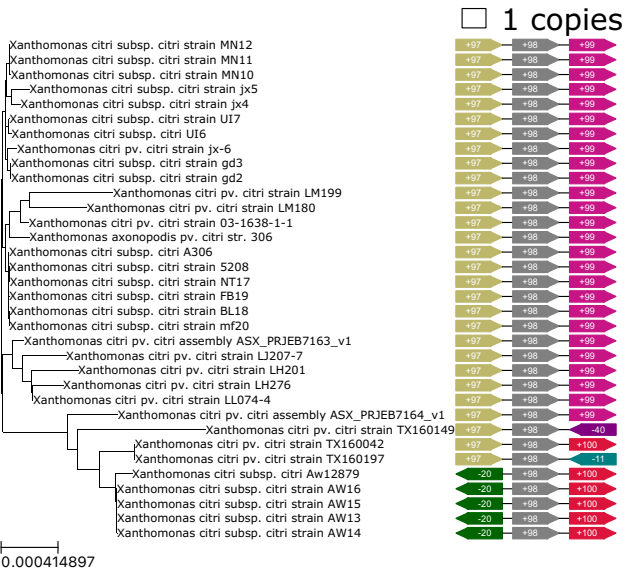 1 copies
Xanthomonas citri subsp. citri strain MN12 +97 +98 +99
Xanthomonas citri subsp. citri strain MN11 +97 +98 +99
Xanthomonas citri subsp. citri strain MN10 +97 +98 +99
Xanthomonas citri subsp. citri strain jx5 +97 +98 +99
Xanthomonas citri subsp. citri strain jx4 +97 +98 +99
Xanthomonas citri subsp. citri strain UI7 +97 +98 +99
Xanthomonas citri subsp. citri UI6 +97 +98 +99
Xanthomonas citri pv. citri strain jx-6 +97 +98 +99
Xanthomonas citri subsp. citri strain gd3 +97 +98 +99
Xanthomonas citri subsp. citri strain gd2 +97 +98 +99
Xanthomonas citri pv. citri strain LM199 +97 +98 +99
Xanthomonas citri pv. citri strain LM180 +97 +98 +99
Xanthomonas citri pv. citri strain 03-1638-1-1 +97 +98 +99
Xanthomonas axonopodis pv. citri str. 306 +97 +98 +99
Xanthomonas citri subsp. citri A306 +97 +98 +99
Xanthomonas citri subsp. citri strain 5208 +97 +98 +99
Xanthomonas citri subsp. citri strain NT17 +97 +98 +99
Xanthomonas citri subsp. citri strain FB19 +97 +98 +99
Xanthomonas citri subsp. citri strain BL18 +97 +98 +99
Xanthomonas citri subsp. citri strain mf20 +97 +98 +99
Xanthomonas citri pv. citri assembly ASX_PRJEB7163_v1 +97 +98 +99
Xanthomonas citri pv. citri strain LJ207-7 +97 +98 +99
Xanthomonas citri pv. citri strain LH201 +97 +98 +99
Xanthomonas citri pv. citri strain LH276 +97 +98 +99
Xanthomonas citri pv. citri strain LL074-4 +97 +98 +99
Xanthomonas citri pv. citri assembly ASX_PRJEB7164_v1 +97 +98 +99
Xanthomonas citri pv. citri strain TX160149 +97 +98 -40
Xanthomonas citri pv. citri strain TX160042 +97 +98 +100
Xanthomonas citri pv. citri strain TX160197 +97 +98 -11
Xanthomonas citri subsp. citri Aw12879 -20 +98 +100
Xanthomonas citri subsp. citri strain AW16 -20 +98 +100
Xanthomonas citri subsp. citri strain AW15 -20 +98 +100
Xanthomonas citri subsp. citri strain AW13 -20 +98 +100
Xanthomonas citri subsp. citri strain AW14 -20 +98 +100
0.000414897